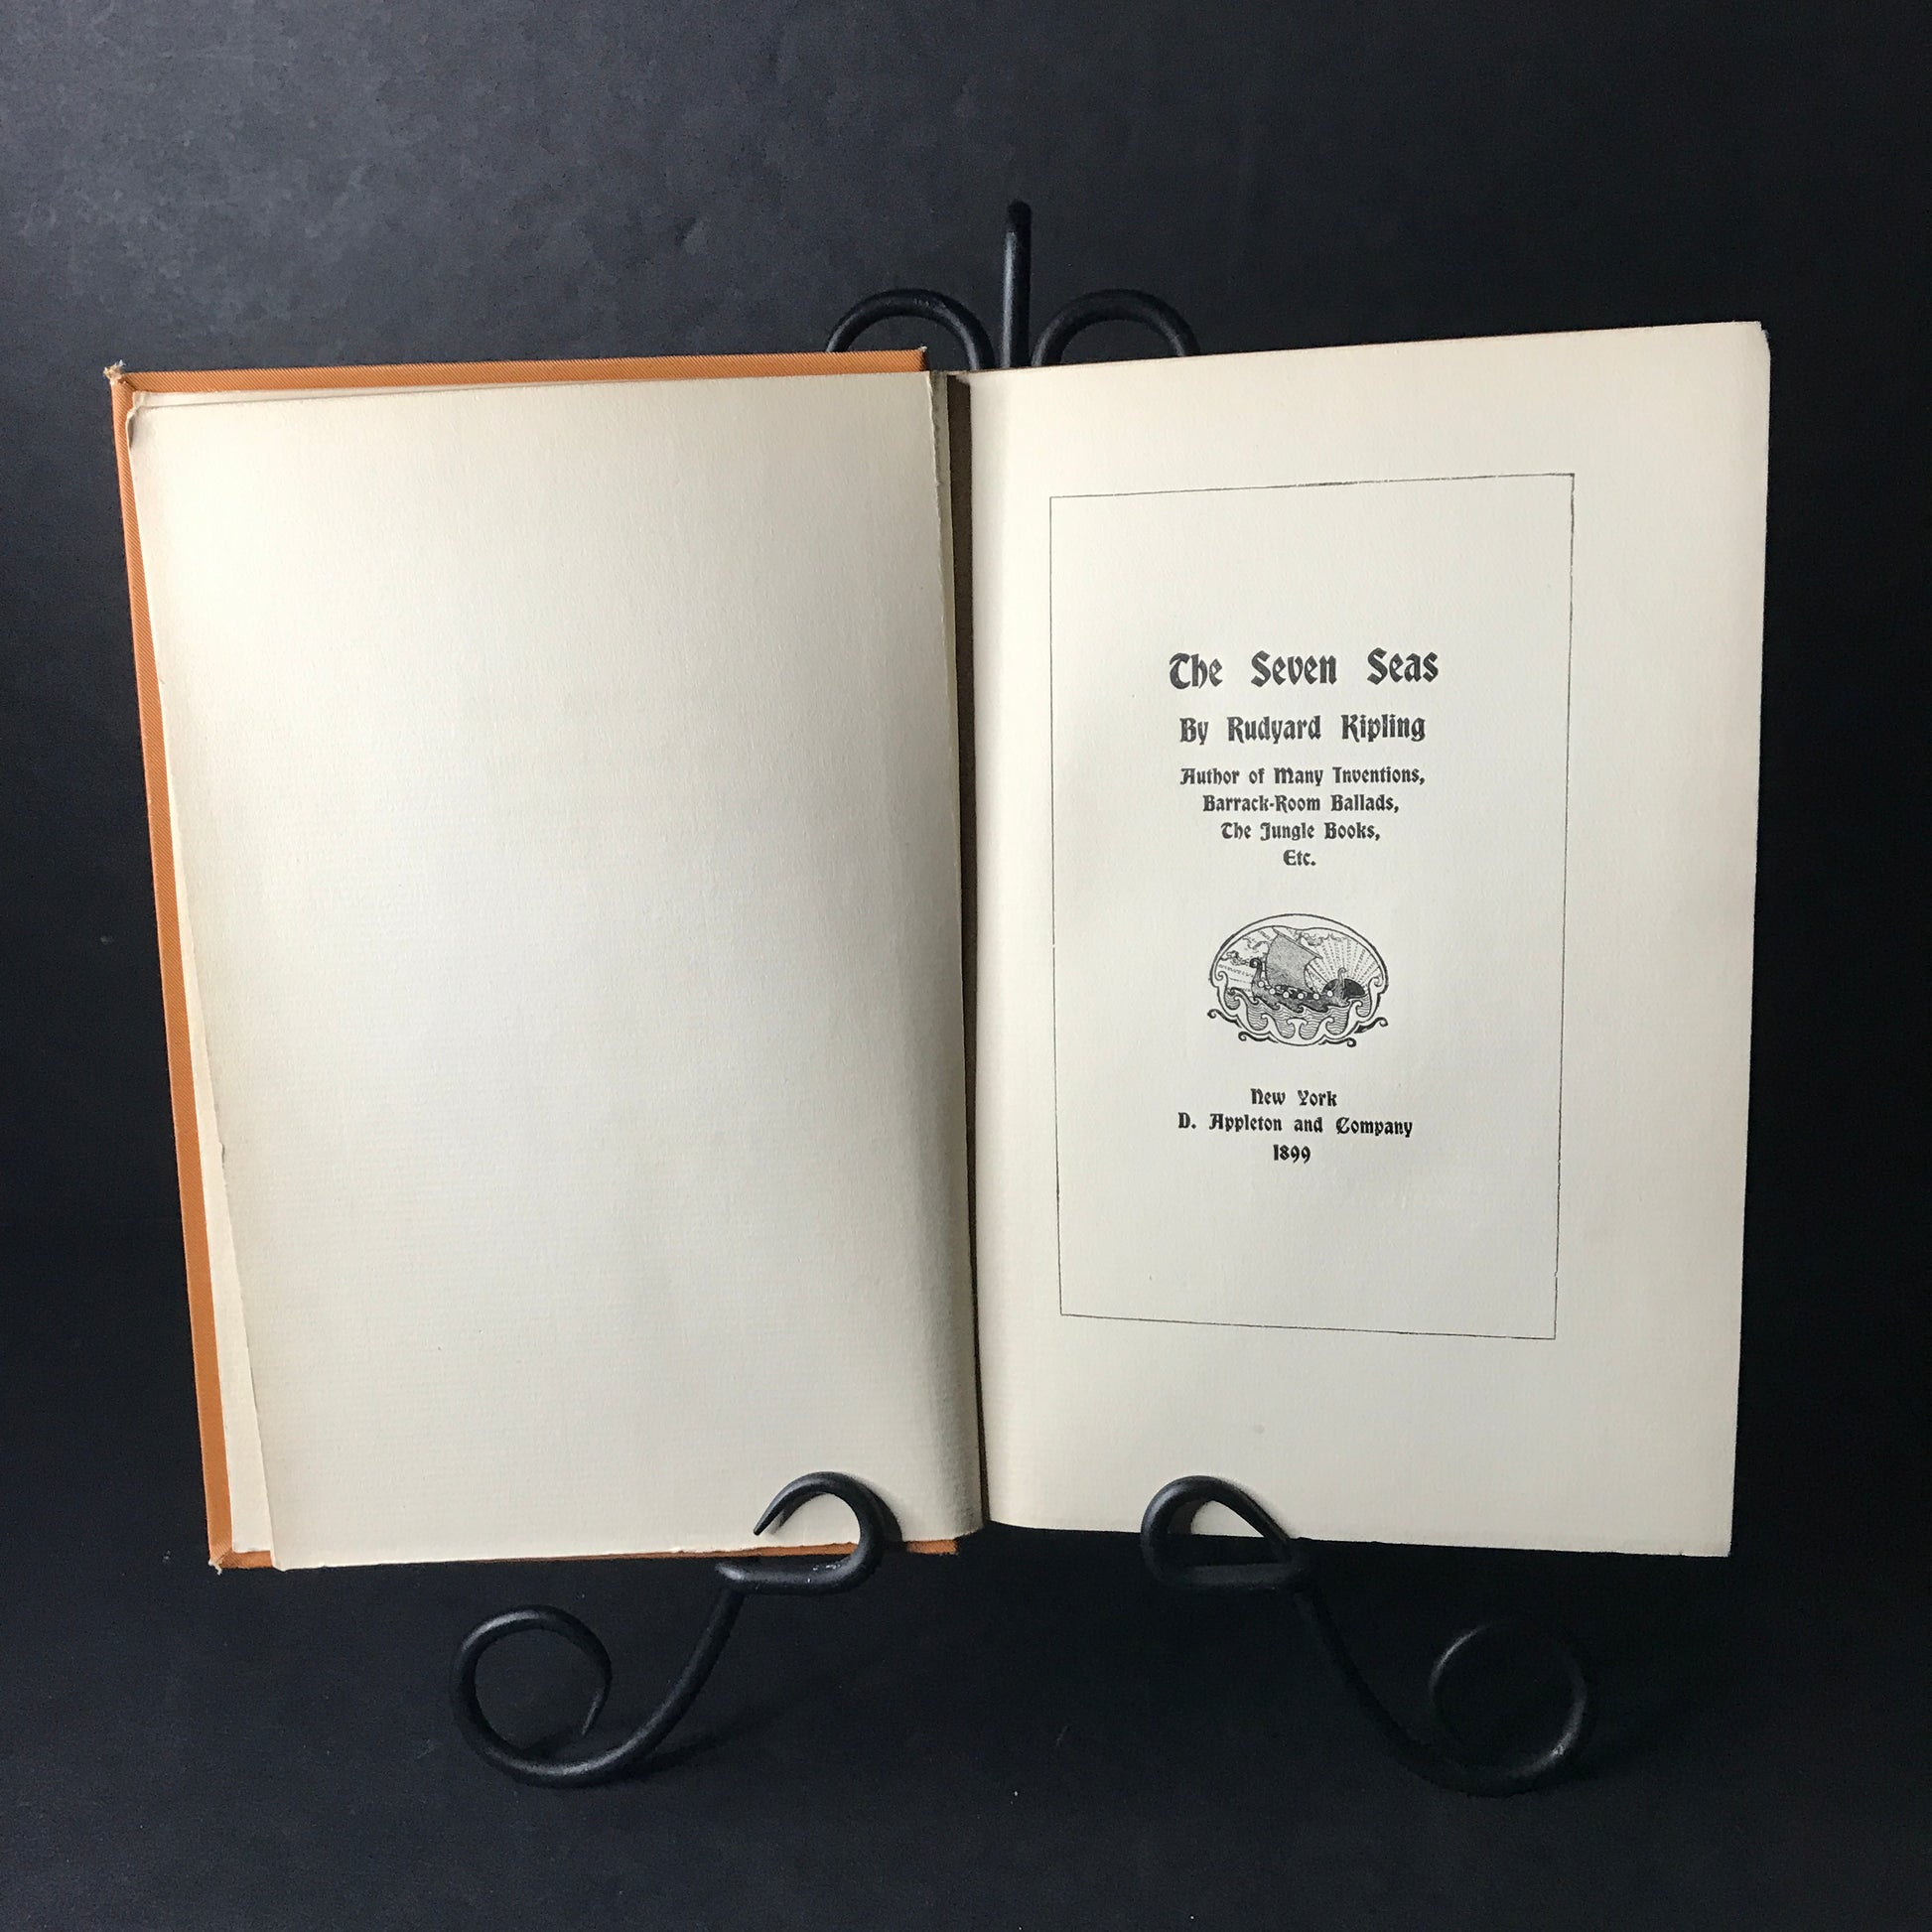 The Seven Seas
By Rudyard Kipling
Author of Many Inventions,
Barrack-Room Ballads,
The Jungle Books,
Etc.
New York
D. Appleton and Company
1899